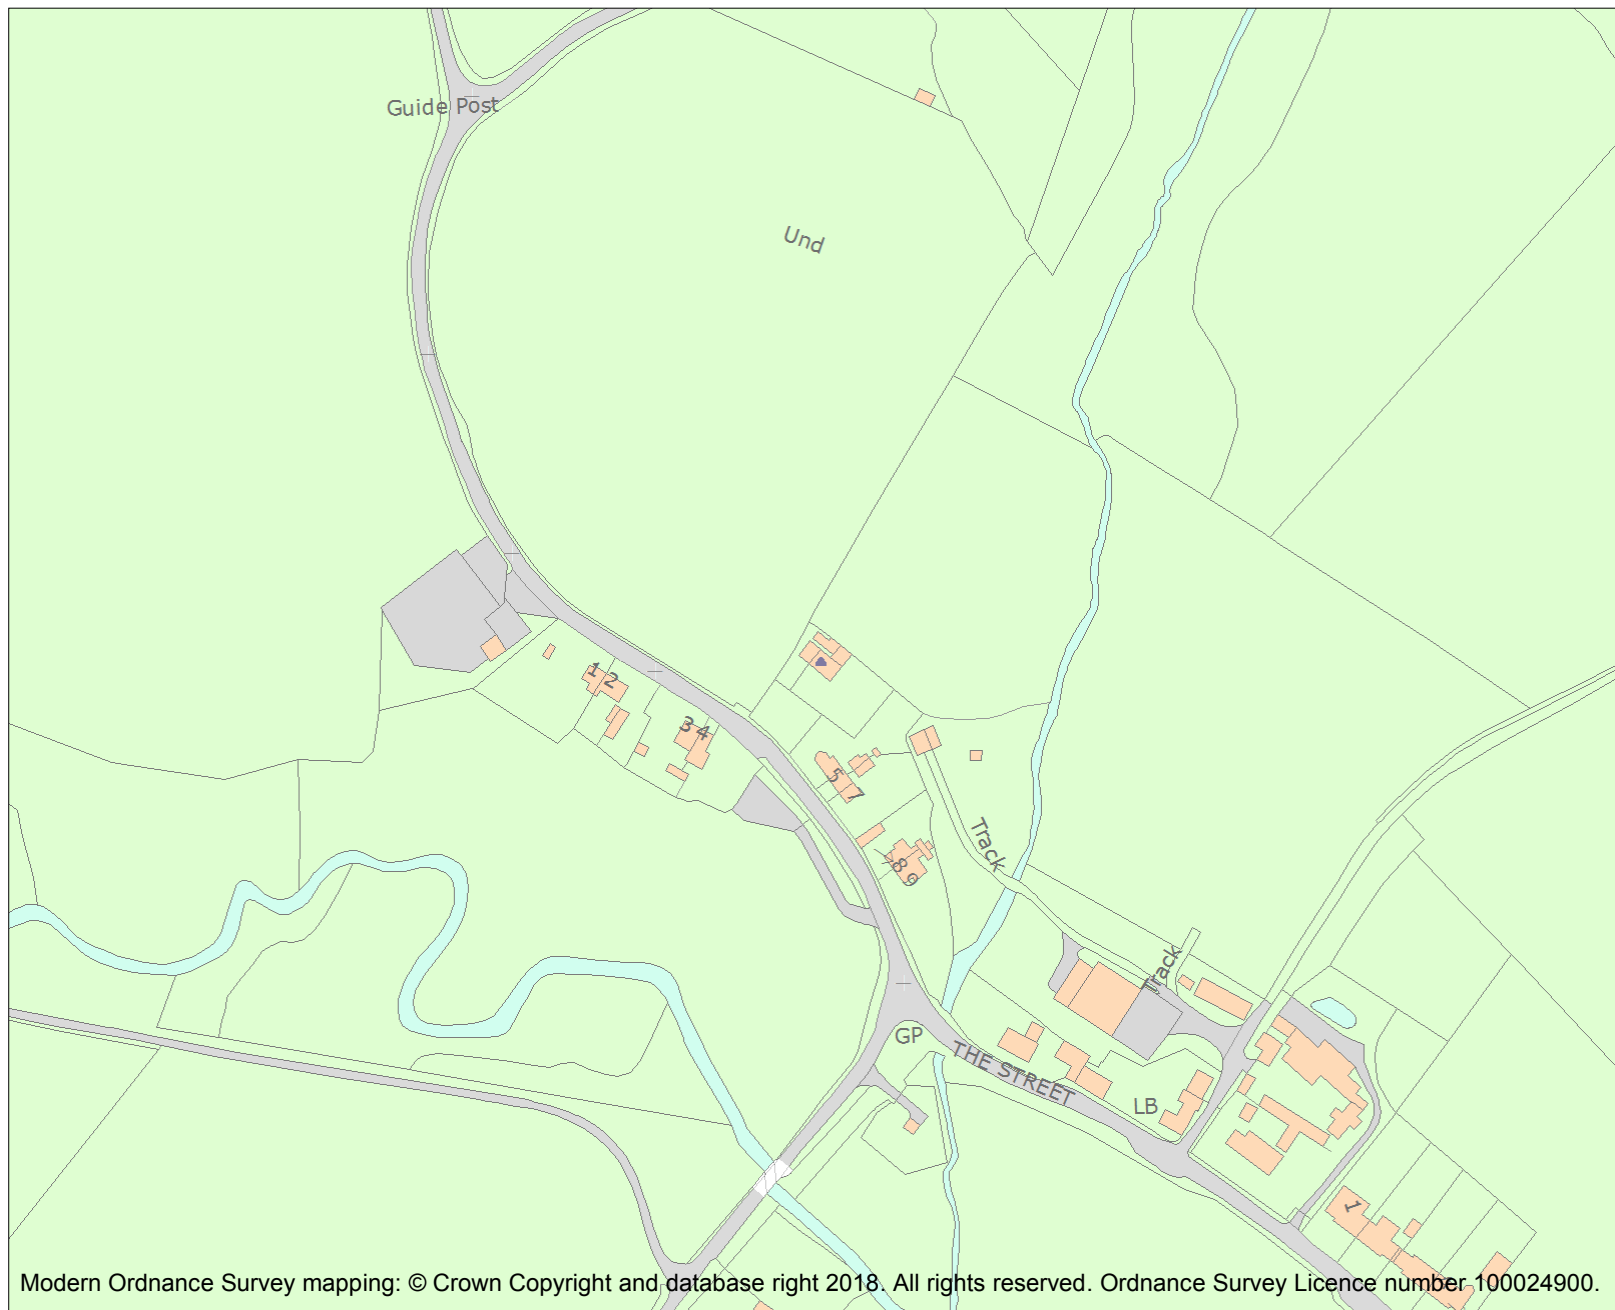 Guide Post
Und
1 2
3 4
5
7
8 9
Track
Track
GP
THE STREET
LB
1
Modern Ordnance Survey mapping: © Crown Copyright and database right 2018. All rights reserved. Ordnance Survey Licence number 100024900.